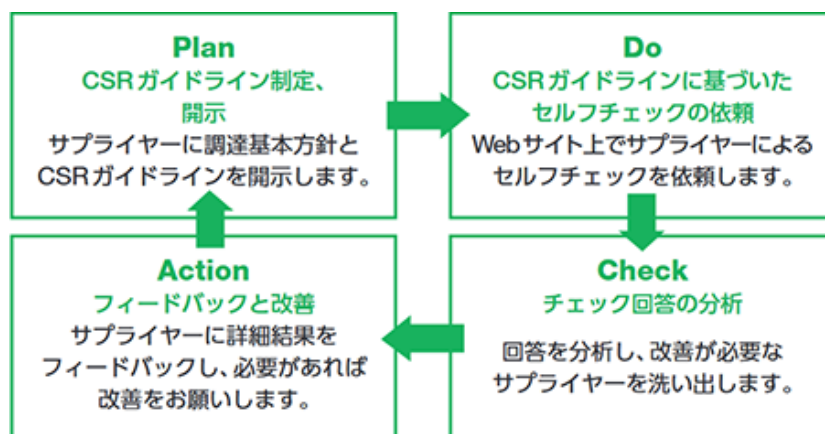 Plan
CSRガイドライン制定、
開示
サプライヤーに調達基本方針と
CSRガイドラインを開示します。
Do
CSRガイドラインに基づいた
セルフチェックの依頼
Webサイト上でサプライヤーによる
セルフチェックを依頼します。
Action
フィードバックと改善
サプライヤーに詳細結果を
フィードバックし、必要があれば
改善をお願いします。
Check
チェック回答の分析
回答を分析し、改善が必要な
サプライヤーを洗い出します。